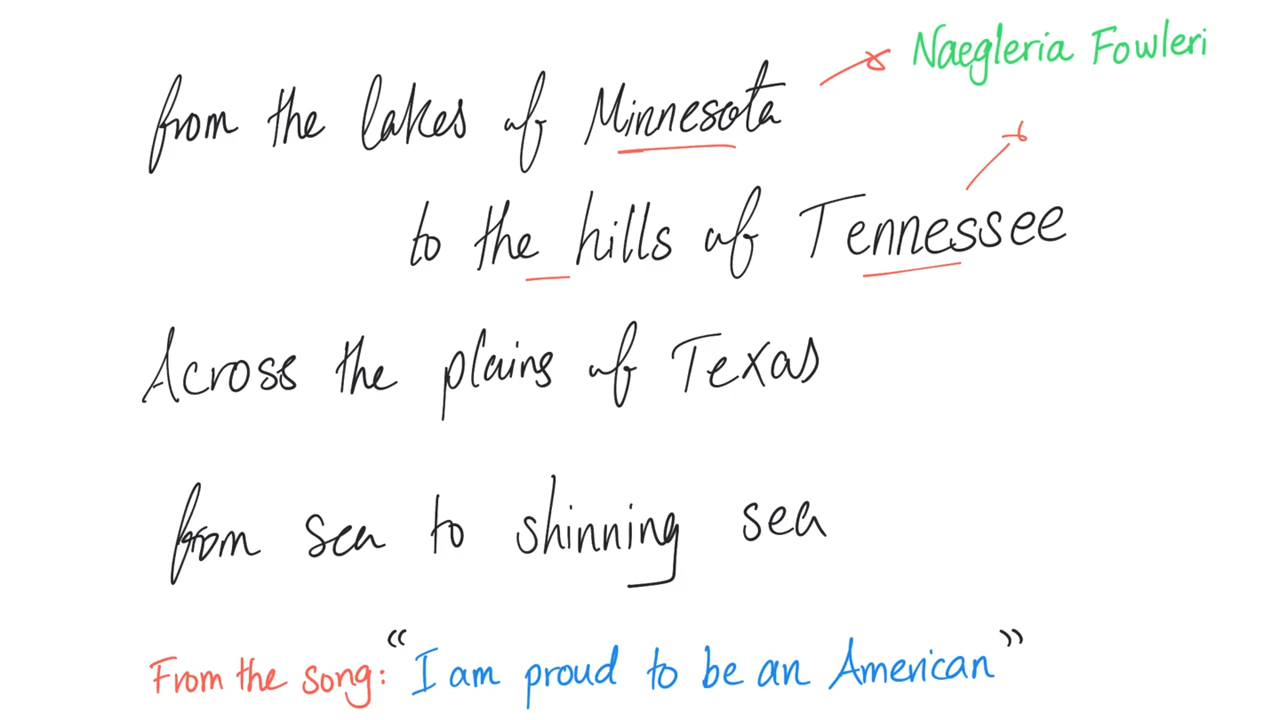 Naegleria Fowleri
from the lakes of Minnesota
to the hills of Tennessee
Across the plains of Texas
from sea to shinning sea
From the song: "I am proud to be an American"